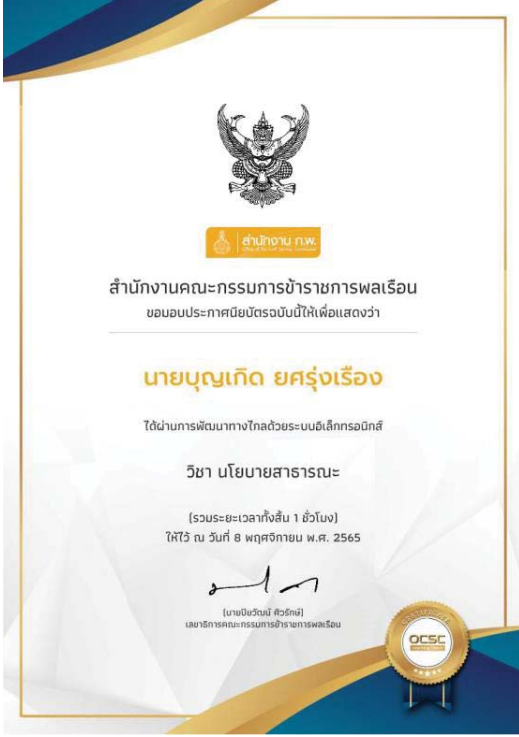 สำนักงาน ก.พ.
Office of the Civil Service Commission
สำนักงานคณะกรรมการข้าราชการพลเรือน
ขอมอบประกาศนียบัตรฉบับนี้ให้เพื่อแสดงว่า
นายบุญเกิด ยศรุ่งเรือง
ได้ผ่านการพัฒนาทางไกลด้วยระบบอิเล็กทรอนิกส์
วิชา นโยบายสาธารณะ
(รวมระยะเวลาทั้งสิ้น 1 ชั่วโมง)
ให้ไว้ ณ วันที่ 8 พฤศจิกายน พ.ศ. 2565
(นายปิยวัฒน์ ศิวรักษ์)
เลขาธิการคณะกรรมการข้าราชการพลเรือน
CERTIFICATE
OCSC